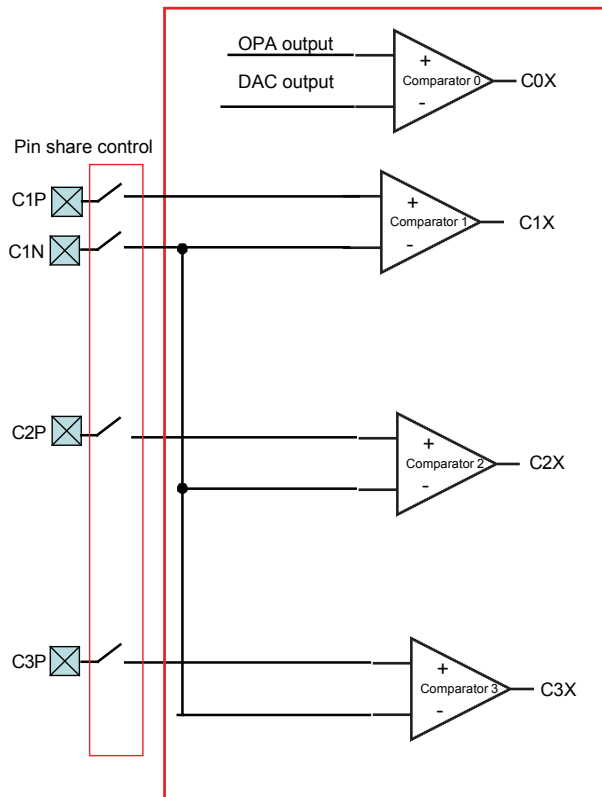 OPA output
+
Comparator 0
C0X
DAC output
-
Pin share control
C1P
+
Comparator 1
C1X
C1N
-
C2P
+
Comparator 2
C2X
-
C3P
+
Comparator 3
C3X
-